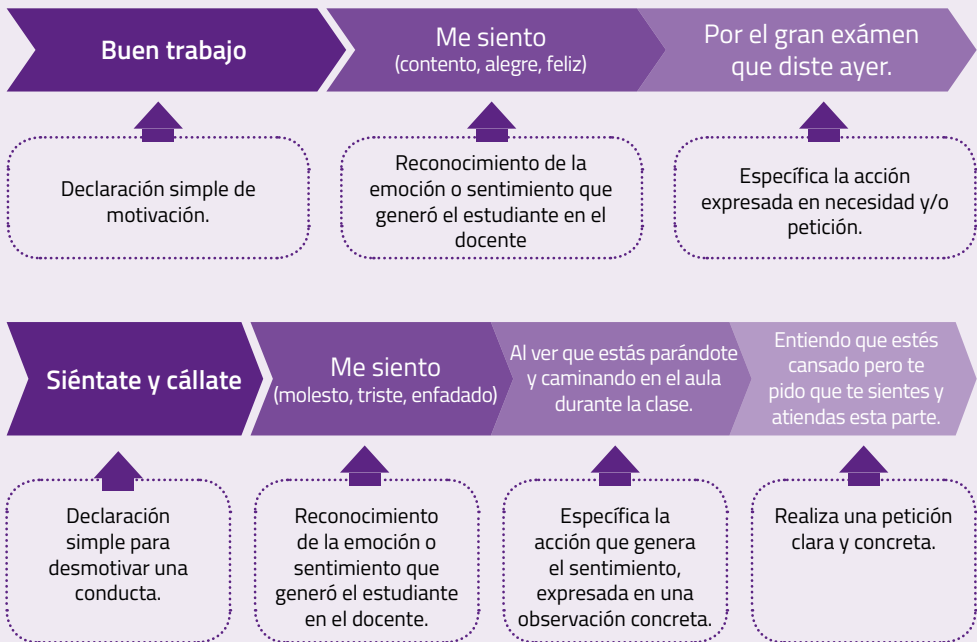 Buen trabajo
Me siento
(contento, alegre, feliz)
Por el gran exámen
que diste ayer.
Declaración simple de
motivación.
Reconocimiento de la
emoción o sentimiento que
generó el estudiante en el
docente
Específica la acción
expresada en necesidad y/o
petición.
Siéntate y cállate
Me siento
(molesto, triste, enfadado)
Al ver que estás parándote
y caminando en el aula
durante la clase.
Entiendo que estés
cansado pero te
pido que te sientes y
atiendas esta parte.
Declaración
simple para
desmotivar una
conducta.
Reconocimiento
de la emoción o
sentimiento que
generó el estudiante
en el docente.
Específica la
acción que genera
el sentimiento,
expresada en una
observación concreta.
Realiza una petición
clara y concreta.